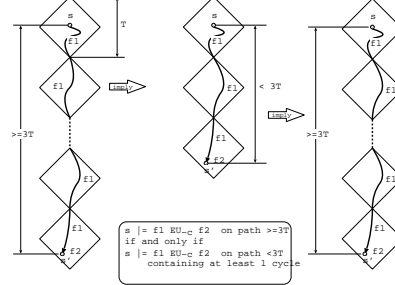 s
f1
T
f1
>=3T
f1
f1
f2
s'
imply
s
f1
f1
< 3T
f1
f2
s'
imply
s
f1
f1
>=3T
f1
f1
f2
s'
s |= f1 EU_C f2 on path >=3T
if and only if
s |= f1 EU_C f2 on path <3T
containing at least 1 cycle